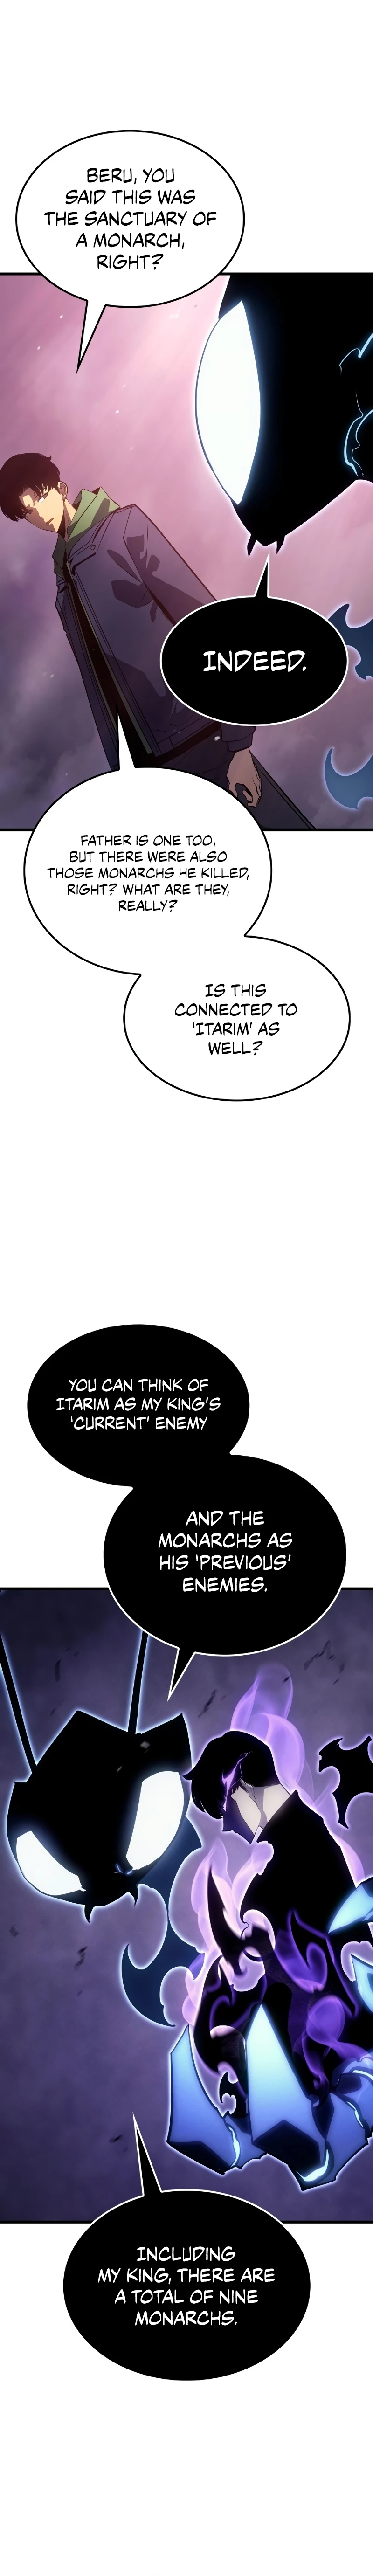 BERU, YOU
SAID THIS WAS
THE SANCTUARY OF
A MONARCH,
RIGHT?
INDEED.
FATHER IS ONE TOO,
BUT THERE WERE ALSO
THOSE MONARCHS HE KILLED,
RIGHT? WHAT ARE THEY,
REALLY?
IS THIS
CONNECTED TO
'ITARIM' AS
WELL?
YOU CAN THINK OF
ITARIM AS MY KING'S
'CURRENT' ENEMY
AND THE
MONARCHS AS
HIS 'PREVIOUS'
ENEMIES.
INCLUDING
MY KING, THERE ARE
A TOTAL OF NINE
MONARCHS.